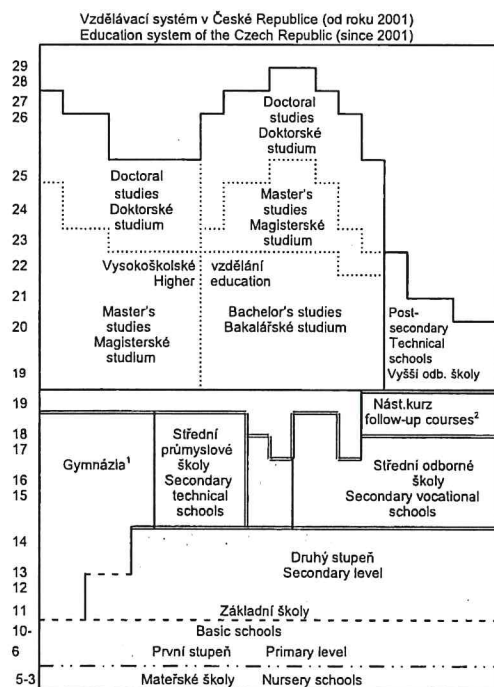 Vzdělávací systém v České Republice (od roku 2001)
Education system of the Czech Republic (since 2001)
29
28
27
26
25
24
23
22
21
20
19
19
18
17
16
15
14
13
12
11
10-
6
5-3
Doctoral
studies
Doktorské
studium
Doctoral
studies
Doktorské
studium
Master's
studies
Magisterské
studium
Vysokoškolské vzdělání
Higher education
Master's
studies
Magisterské
studium
Bachelor's studies
Bakalářské studium
Post-
secondary
Technical
schools
Vyšší odb. školy
Nást.kurz
follow-up courses²
Gymnázia¹
Střední
průmyslové
školy
Secondary
technical
schools
Střední odborné
školy
Secondary vocational
schools
Druhý stupeň
Secondary level
Základní školy
Basic schools
První stupeň Primary level
Mateřské školy Nursery schools